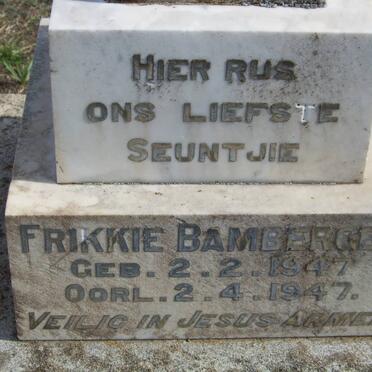 HIER RUS
ONS LIEFSTE
SEUNTJIE
FRIKKIE BAMBERGE
GEB. 2.2.1947
OORL. 2.4.1947.
VEILIG IN JESUS ARME